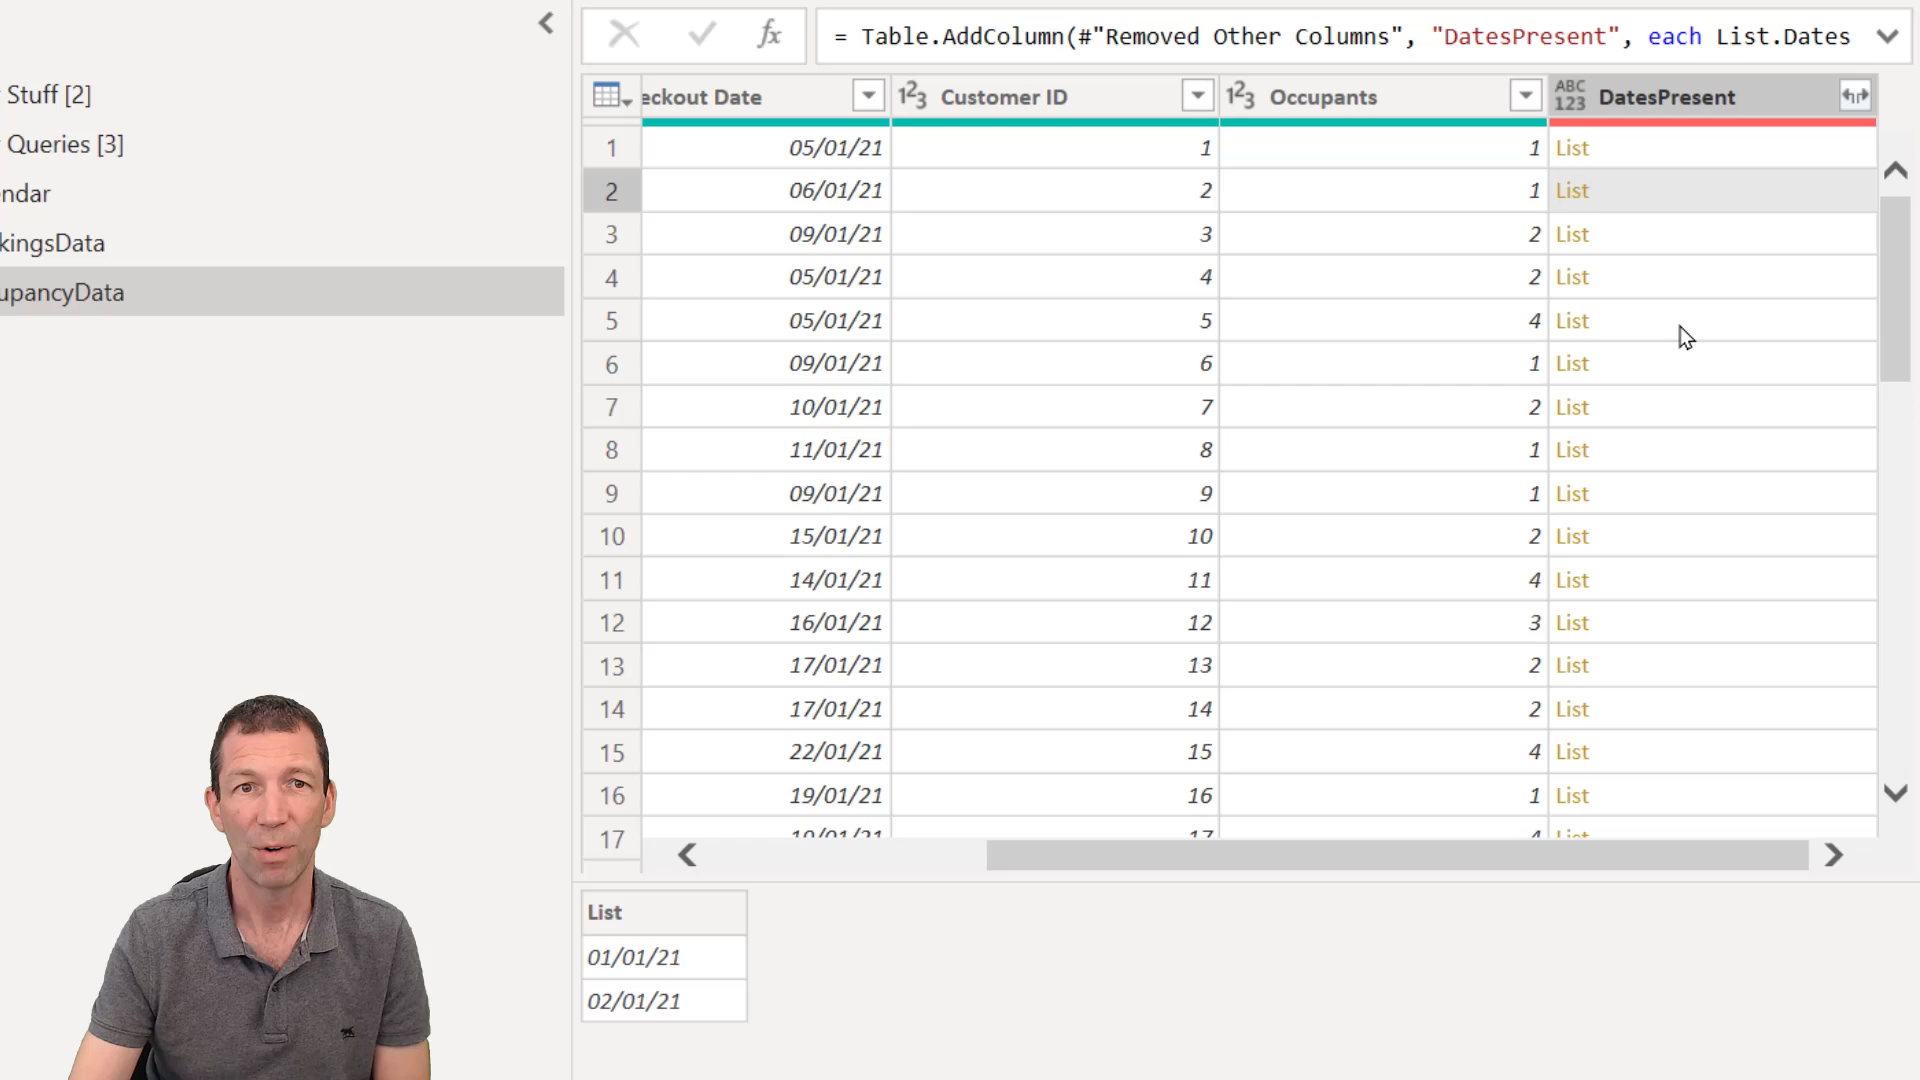 = Table.AddColumn(#"Removed Other Columns", "DatesPresent", each List.Dates
Stuff [2]
Queries [3]
endar
kingsData
upancyData
eckout Date 123 Customer ID 123 Occupants ABC 123 DatesPresent
1 05/01/21 1 1 List
2 06/01/21 2 1 List
3 09/01/21 3 2 List
4 05/01/21 4 2 List
5 05/01/21 5 4 List
6 09/01/21 6 1 List
7 10/01/21 7 2 List
8 11/01/21 8 1 List
9 09/01/21 9 1 List
10 15/01/21 10 2 List
11 14/01/21 11 4 List
12 16/01/21 12 3 List
13 17/01/21 13 2 List
14 17/01/21 14 2 List
15 22/01/21 15 4 List
16 19/01/21 16 1 List
17 17 4 List
List
01/01/21
02/01/21